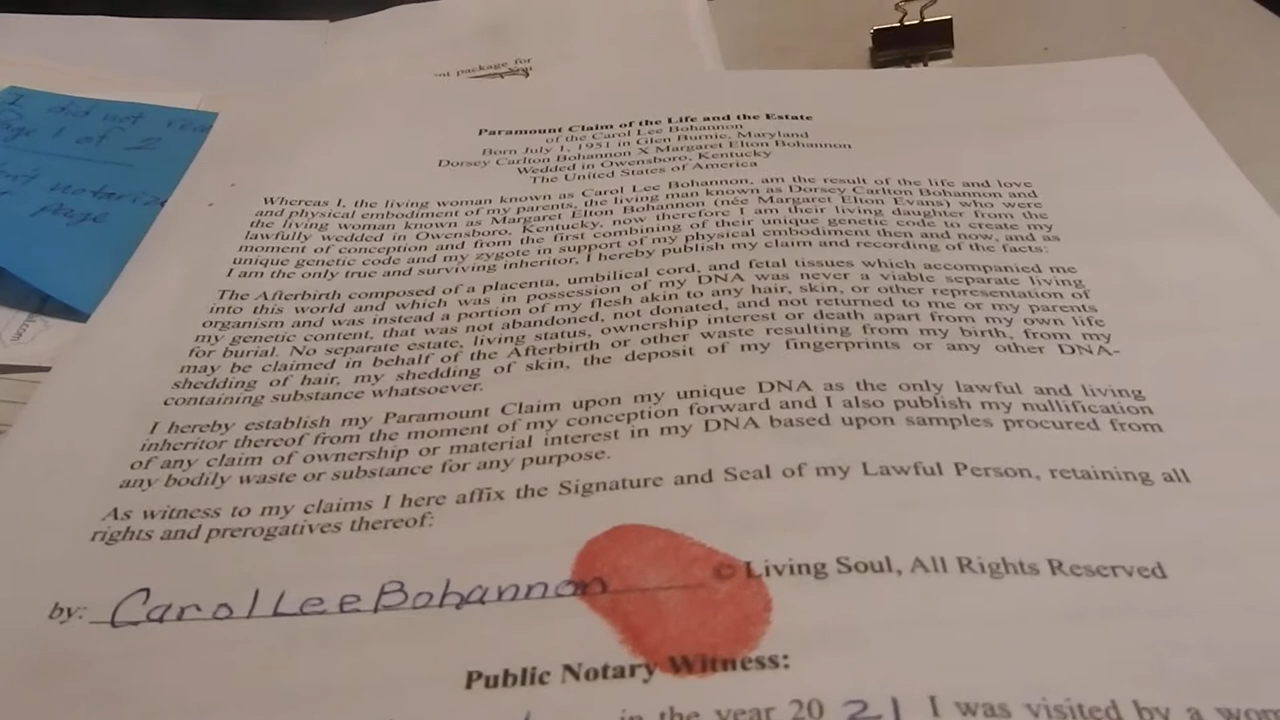 package for
You
I did not
1 of 2
notarize
page
Paramount Claim of the Life and the Estate
of the Carol Lee Bohannon
Born July 1, 1951 in Glen Burnie, Maryland
Dorsey Carlton Bohannon X Margaret Elton Bohannon
Wedded in Owensboro, Kentucky
The United States of America
Whereas I, the living woman known as Carol Lee Bohannon, am the result of the life and love
and physical embodiment of my parents, the living man known as Dorsey Carlton Bohannon and
the living woman known as Margaret Elton Bohannon (née Margaret Elton Evans) who were
lawfully wedded in Owensboro, Kentucky, now therefore I am their living daughter from the
moment of conception and from the first combining of their unique genetic code to create my
unique genetic code and my zygote in support of my physical embodiment then and now, and as
I am the only true and surviving inheritor, I hereby publish my claim and recording of the facts:
The Afterbirth composed of a placenta, umbilical cord, and fetal tissues which accompanied me
into this world and which was in possession of my DNA was never a viable separate living
organism and was instead a portion of my flesh akin to any hair, skin, or other representation of
my genetic content, that was not abandoned, not donated, and not returned to me or my parents
for burial. No separate estate, living status, ownership interest or death apart from my own life
may be claimed in behalf of the Afterbirth or other waste resulting from my birth, from my
shedding of hair, my shedding of skin, the deposit of my fingerprints or any other DNA-
containing substance whatsoever.
I hereby establish my Paramount Claim upon my unique DNA as the only lawful and living
inheritor thereof from the moment of my conception forward and I also publish my nullification
of any claim of ownership or material interest in my DNA based upon samples procured from
any bodily waste or substance for any purpose.
As witness to my claims I here affix the Signature and Seal of my Lawful Person, retaining all
rights and prerogatives thereof:
by: Carol Lee Bohannon © Living Soul, All Rights Reserved
Public Notary Witness:
in the year 2021 I was visited by a